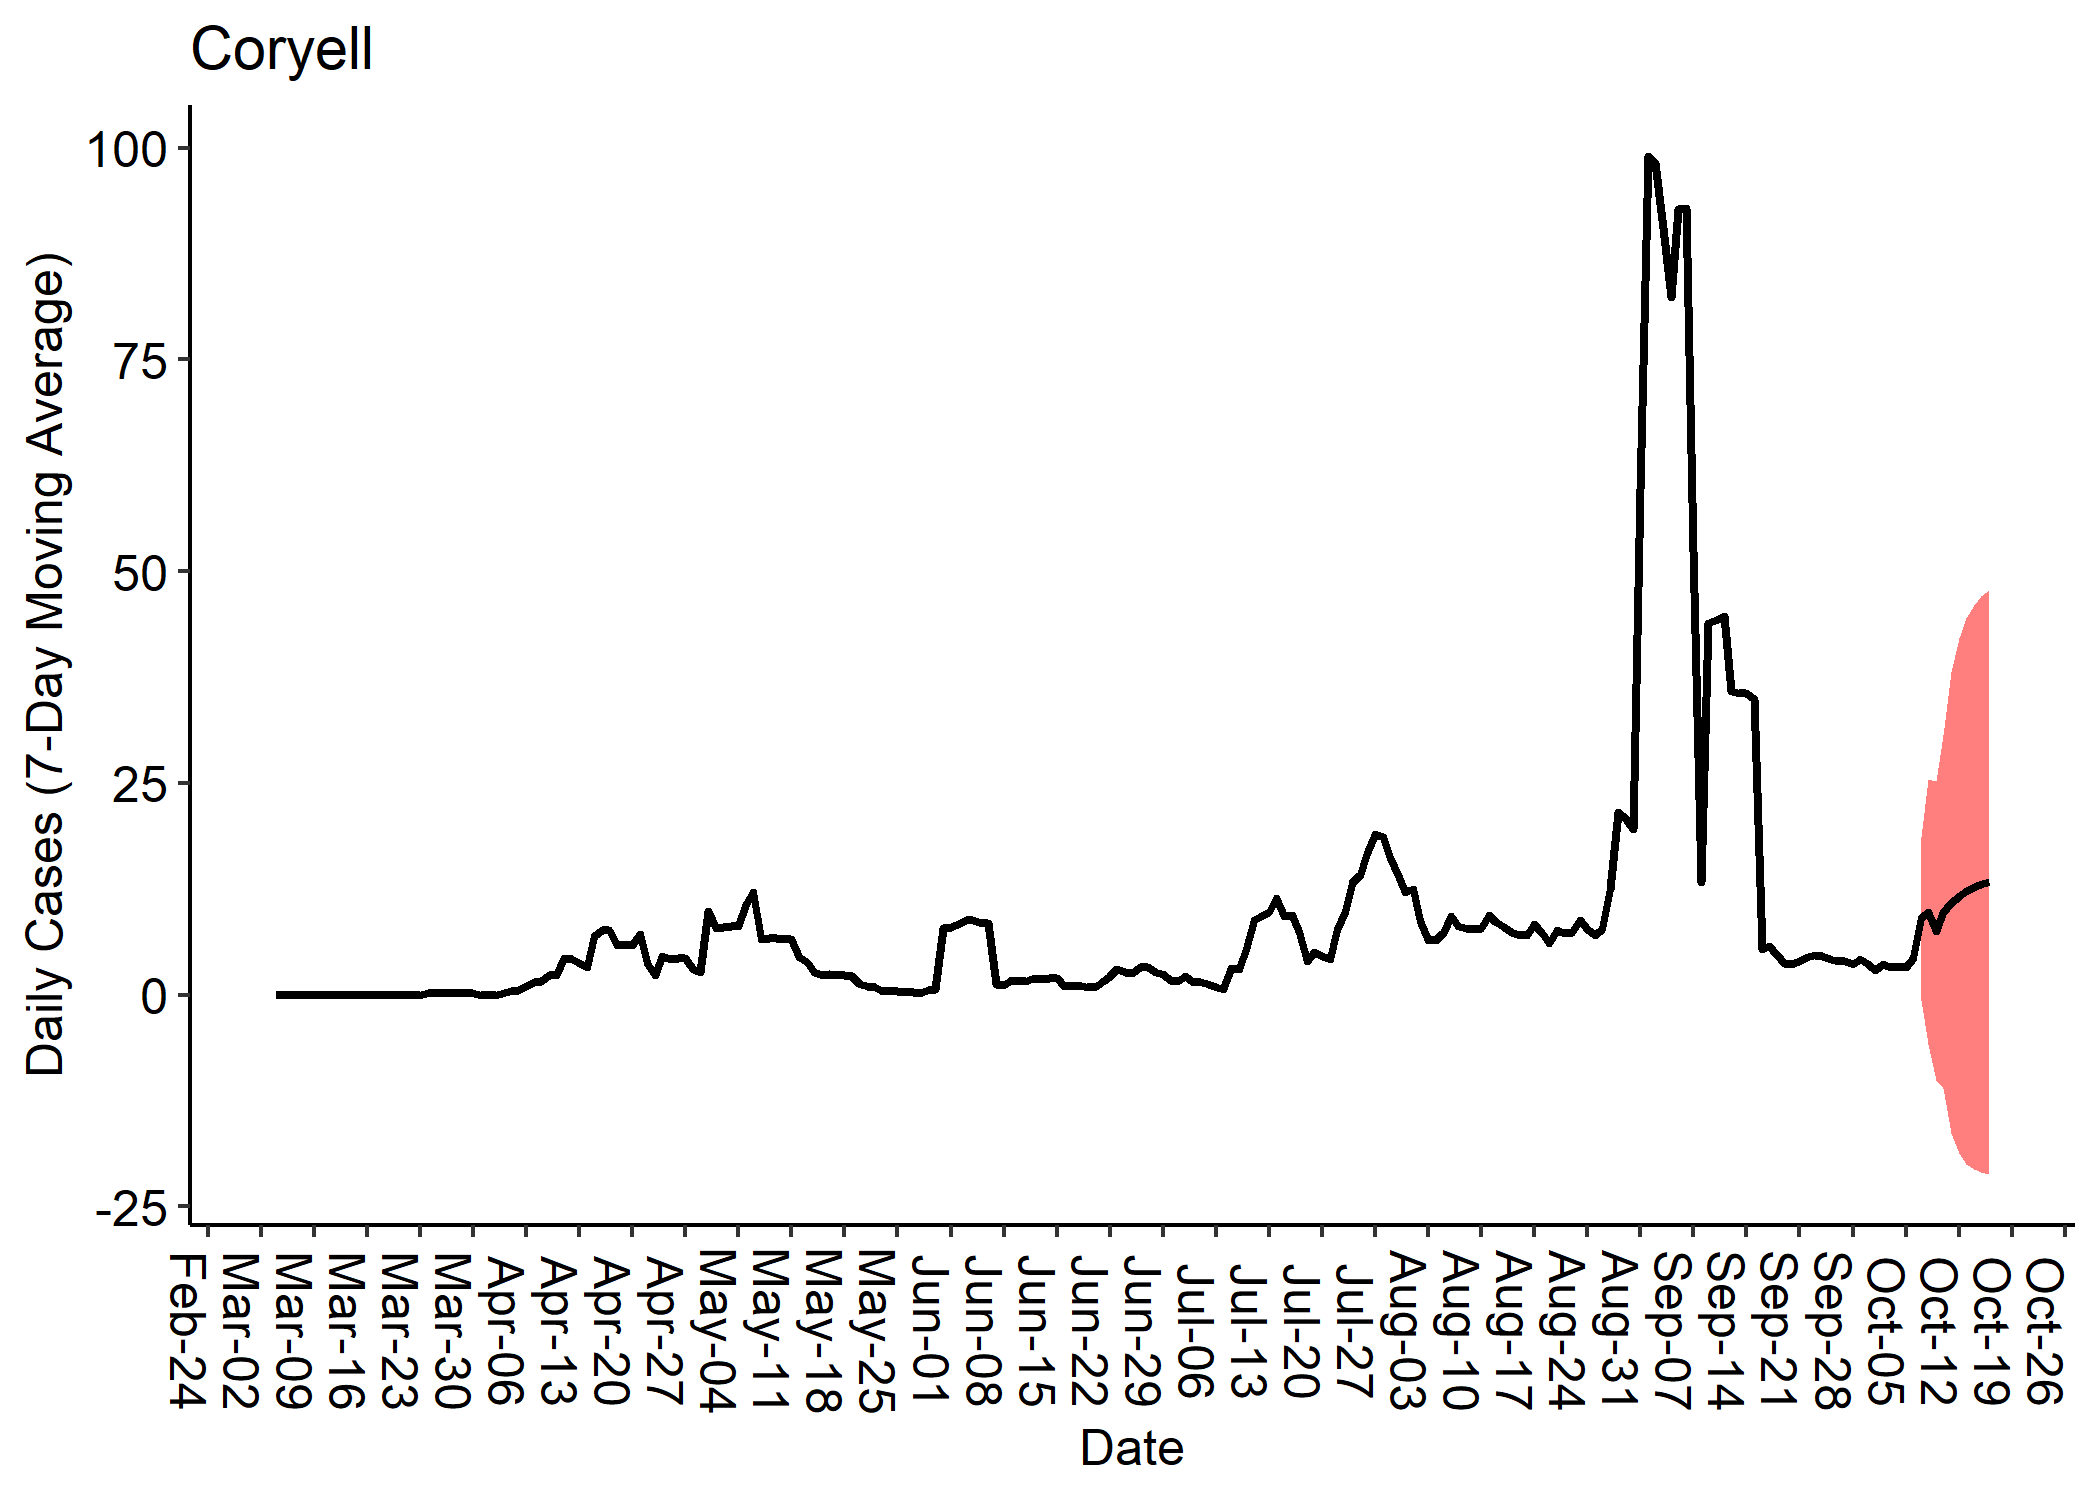 Coryell
Daily Cases (7-Day Moving Average)
100
75
50
25
0
-25
Feb-24
Mar-02
Mar-09
Mar-16
Mar-23
Mar-30
Apr-06
Apr-13
Apr-20
Apr-27
May-04
May-11
May-18
May-25
Jun-01
Jun-08
Jun-15
Jun-22
Jun-29
Jul-06
Jul-13
Jul-20
Jul-27
Aug-03
Aug-10
Aug-17
Aug-24
Aug-31
Sep-07
Sep-14
Sep-21
Sep-28
Oct-05
Oct-12
Oct-19
Oct-26
Date